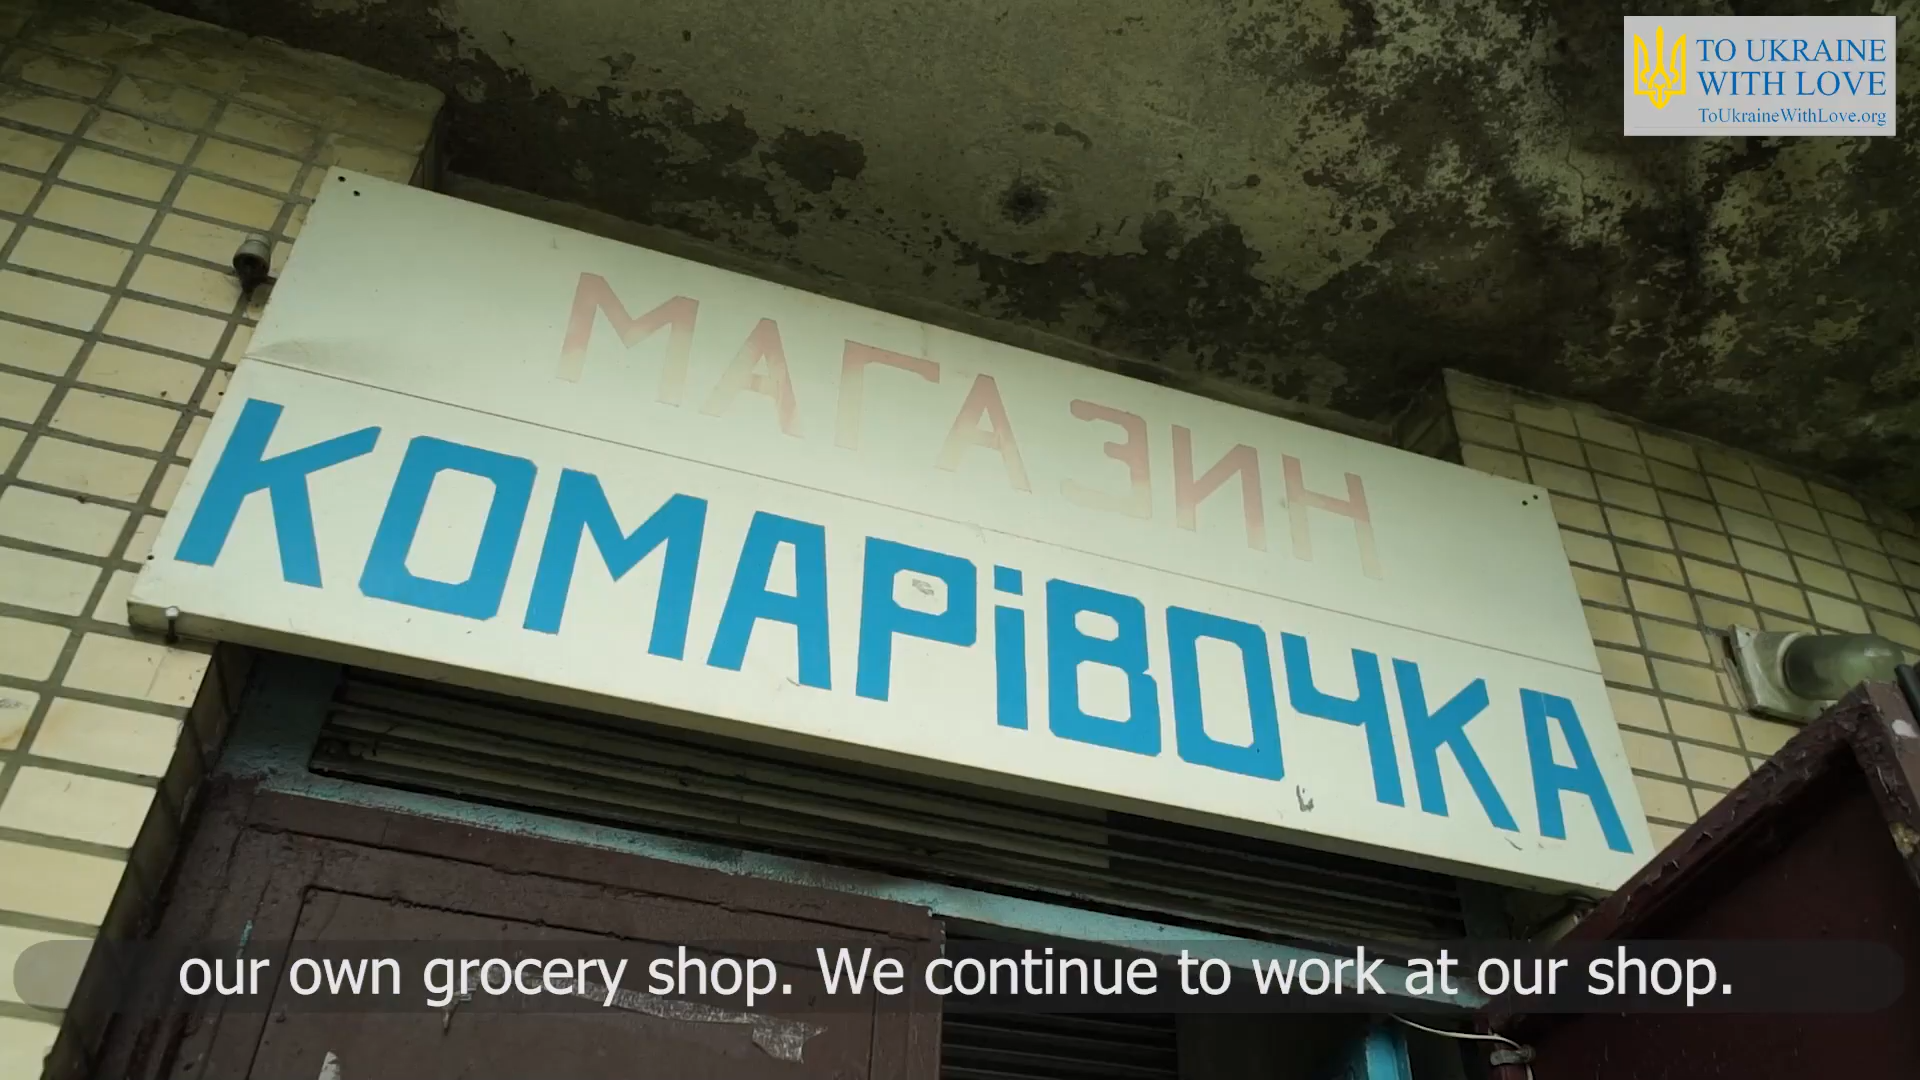 TO UKRAINE
WITH LOVE
ToUkraineWithLove.org
МАГАЗИН
КОМАРІВОЧКА
our own grocery shop. We continue to work at our shop.